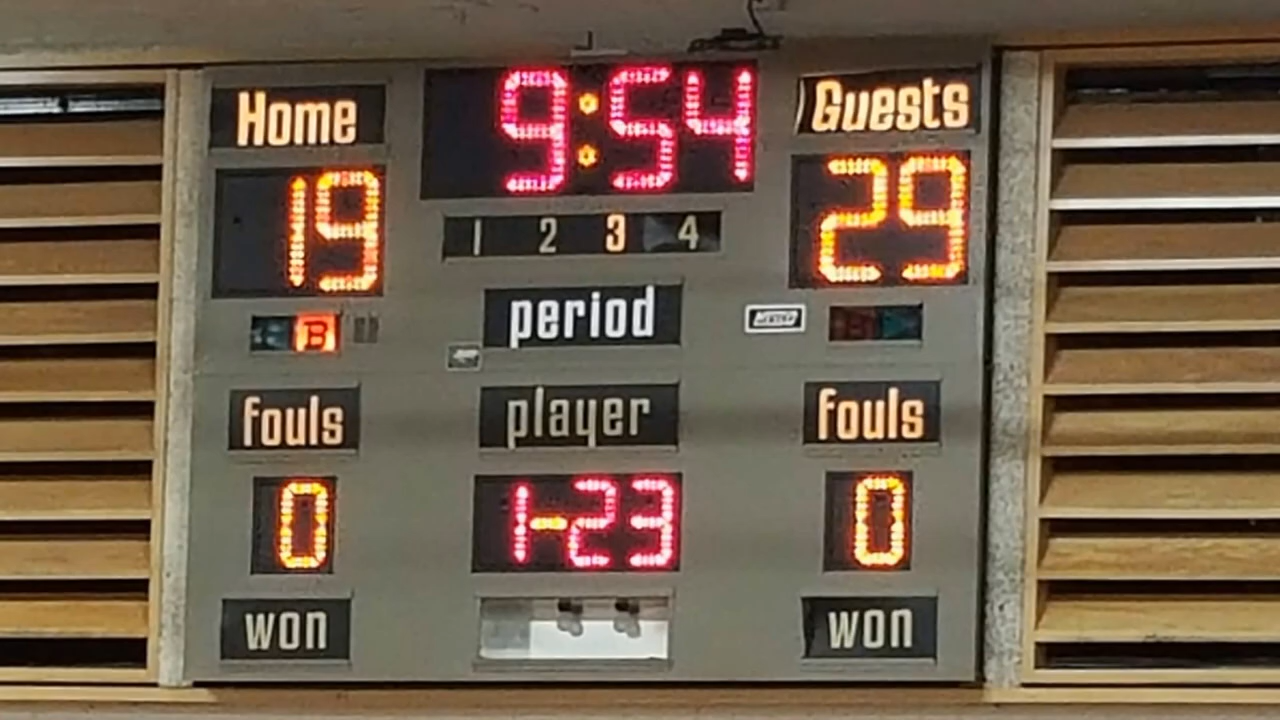 Home 9:54 Guests
19 29
1 2 3 4
B period B
fouls player fouls
0 1-23 0
won won